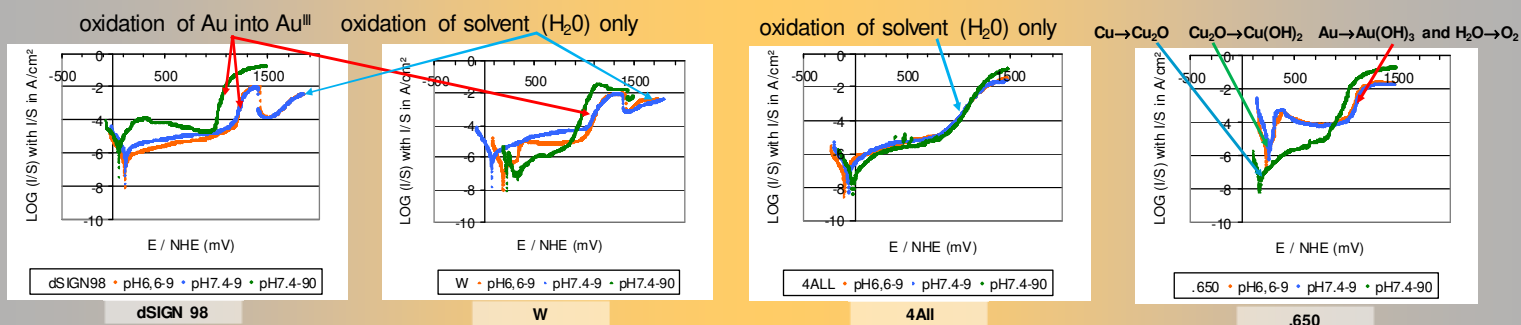 oxidation of Au into Auᴵᴵᴵ
oxidation of solvent (H₂0) only
oxidation of solvent (H₂0) only
Cu→Cu₂O Cu₂O→Cu(OH)₂ Au→Au(OH)₃ and H₂O→O₂
LOG (I/S) with I/S in A/cm²
0
-2
-4
-6
-8
-10
-500 500 1500
E / NHE (mV)
dSIGN98 pH6,6-9 pH7.4-9 pH7.4-90
dSIGN 98
LOG (I/S) with I/S in A/cm²
0
-2
-4
-6
-8
-10
-500 500 1500
E / NHE (mV)
W pH6,6-9 pH7.4-9 pH7.4-90
W
LOG (I/S) with I/S in A/cm²
0
-2
-4
-6
-8
-10
-500 500 1500
E / NHE (mV)
4ALL pH6,6-9 pH7.4-9 pH7.4-90
4All
LOG (I/S) with I/S in A/cm²
0
-2
-4
-6
-8
-10
-500 500 1500
E / NHE (mV)
.650 pH6,6-9 pH7.4-9 pH7.4-90
.650